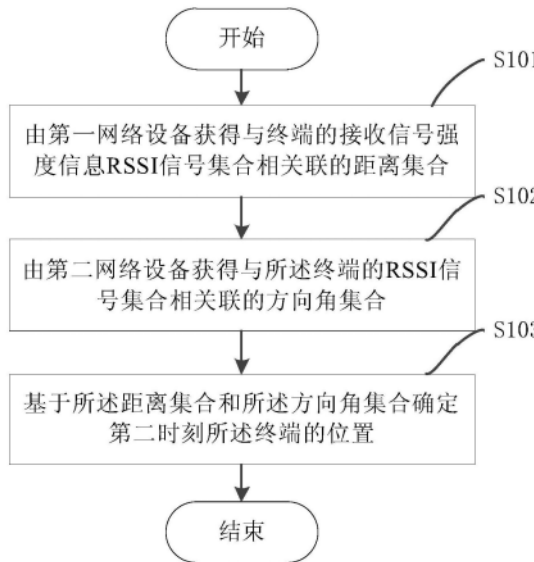 开始
S101
由第一网络设备获得与终端的接收信号强
度信息RSSI信号集合相关联的距离集合
S102
由第二网络设备获得与所述终端的RSSI信
号集合相关联的方向角集合
S103
基于所述距离集合和所述方向角集合确定
第二时刻所述终端的位置
结束